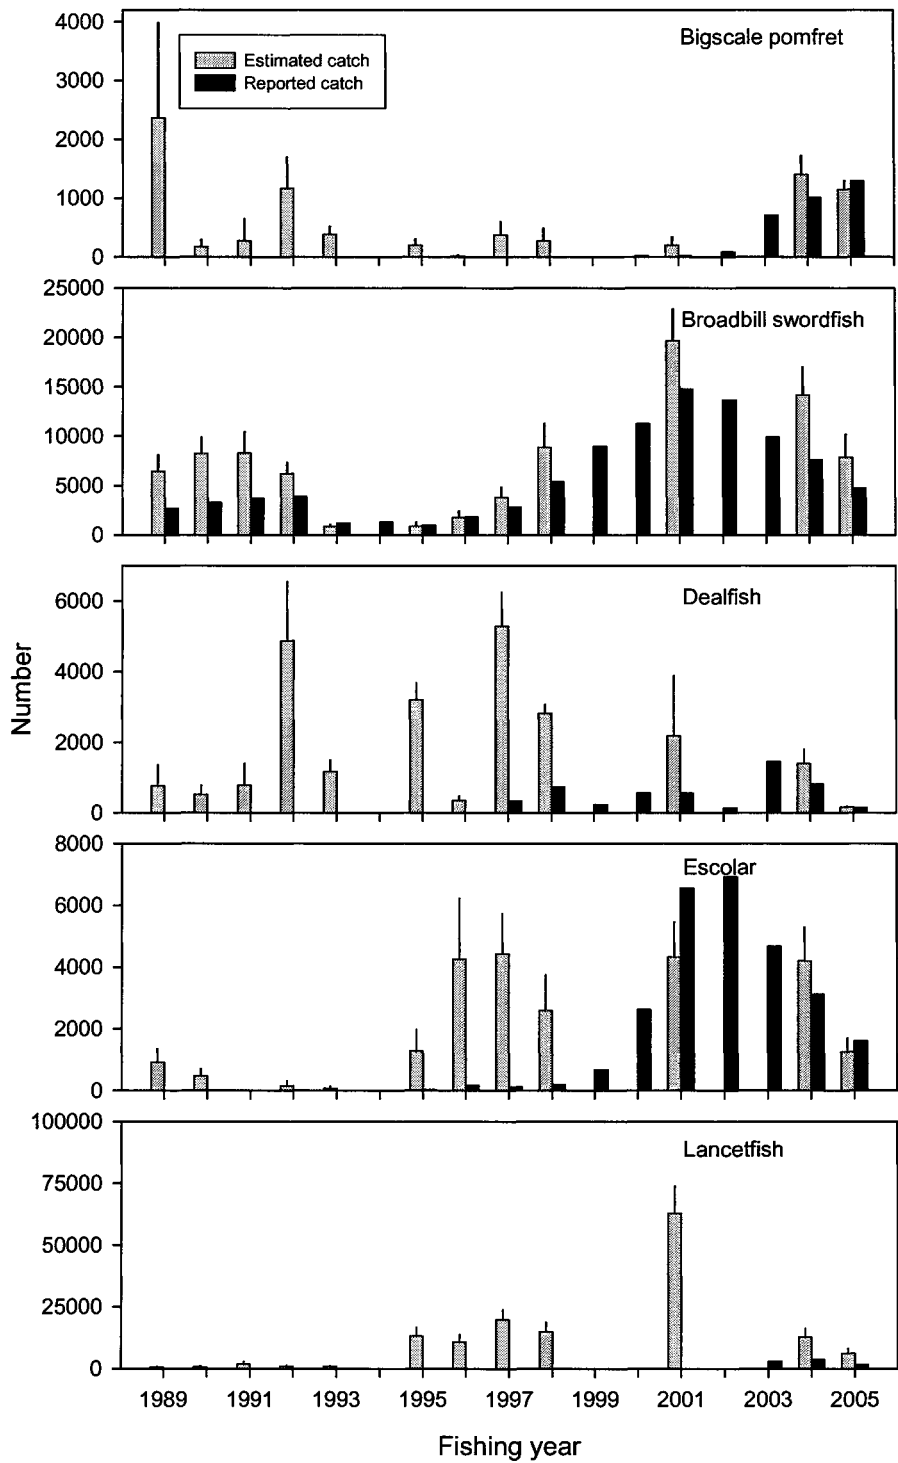 4000
3000
2000
1000
0
Bigscale pomfret
Estimated catch
Reported catch
25000
20000
15000
10000
5000
0
Broadbill swordfish
6000
4000
2000
0
Dealfish
Number
8000
6000
4000
2000
0
Escolar
100000
75000
50000
25000
0
Lancetfish
1989 1991 1993 1995 1997 1999 2001 2003 2005
Fishing year